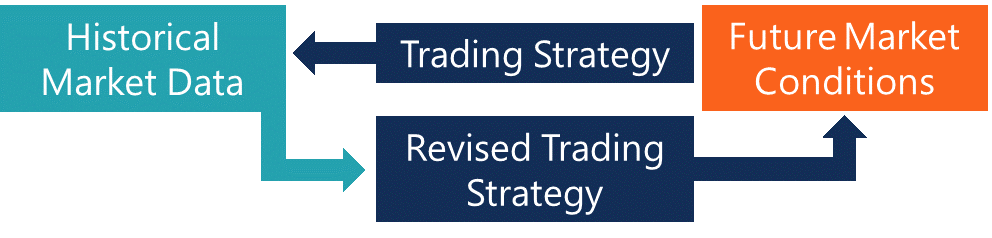 Historical
Market Data
Trading Strategy
Future Market
Conditions
Revised Trading
Strategy